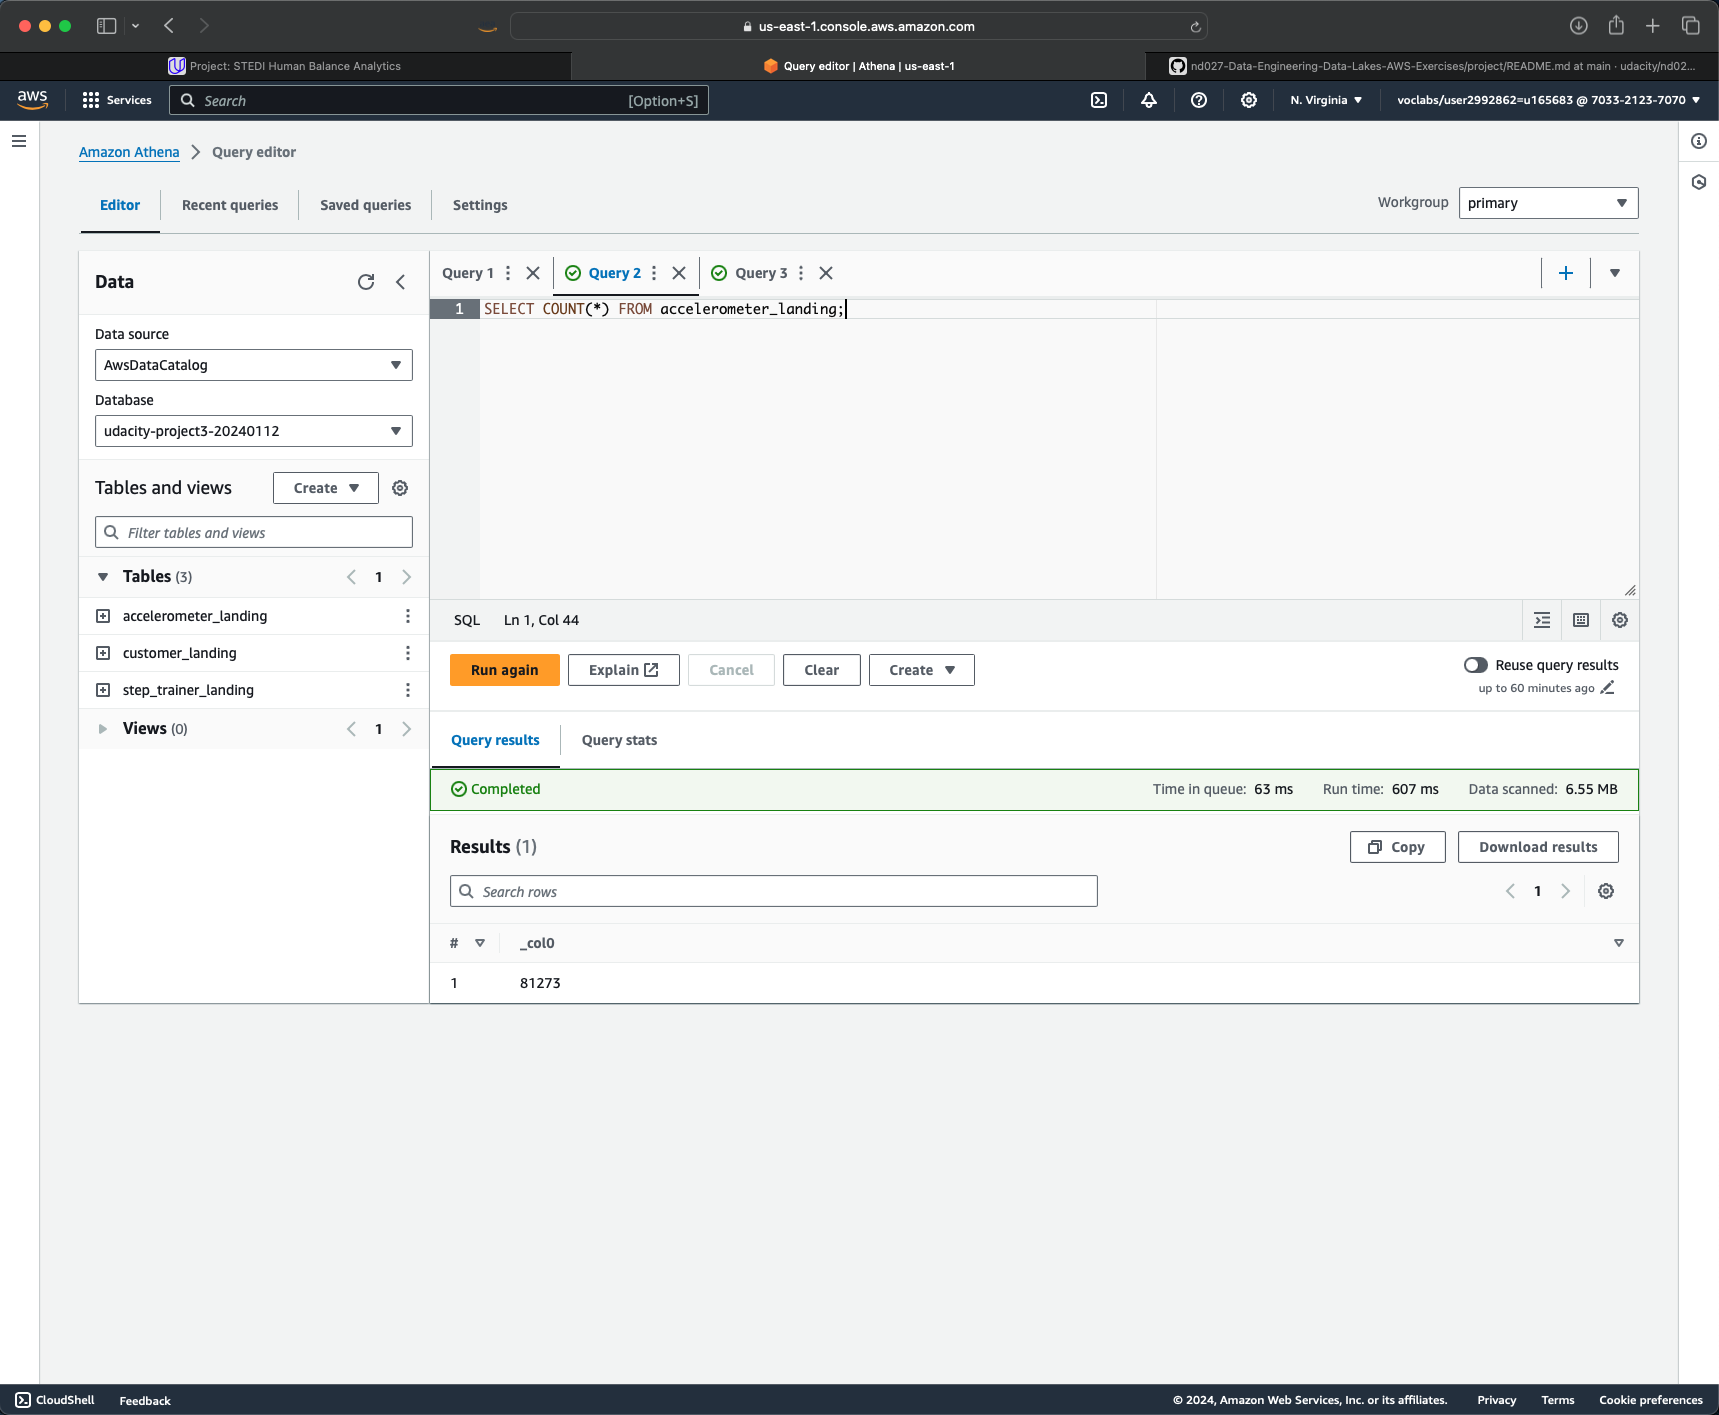 us-east-1.console.aws.amazon.com
Project: STEDI Human Balance Analytics
Query editor | Athena | us-east-1
nd027-Data-Engineering-Data-Lakes-AWS-Exercises/project/README.md at main · udacity/nd02...
aws
Services
Search
[Option+S]
N. Virginia
voclabs/user2992862=u165683 @ 7033-2123-7070
Amazon Athena
Query editor
Editor
Recent queries
Saved queries
Settings
Workgroup
primary
Data
Data source
AwsDataCatalog
Database
udacity-project3-20240112
Tables and views
Create
Filter tables and views
Tables (3)
1
accelerometer_landing
customer_landing
step_trainer_landing
Views (0)
1
Query 1
Query 2
Query 3
1 SELECT COUNT(*) FROM accelerometer_landing;
SQL
Ln 1, Col 44
Run again
Explain
Cancel
Clear
Create
Reuse query results
up to 60 minutes ago
Query results
Query stats
Completed
Time in queue: 63 ms
Run time: 607 ms
Data scanned: 6.55 MB
Results (1)
Copy
Download results
Search rows
1
# _col0
1 81273
CloudShell
Feedback
© 2024, Amazon Web Services, Inc. or its affiliates.
Privacy
Terms
Cookie preferences